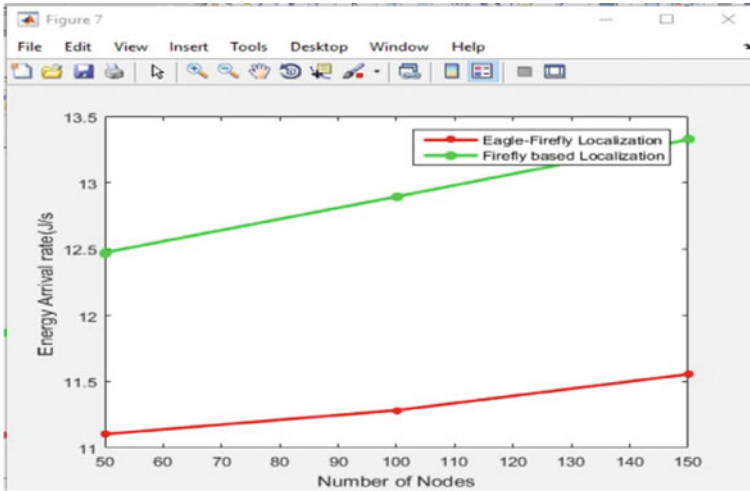 Figure 7
File Edit View Insert Tools Desktop Window Help
13.5
13
12.5
12
11.5
11
Energy Arrival rate(J/s
Eagle-Firefly Localization
Firefly based Localization
50 60 70 80 90 100 110 120 130 140 150
Number of Nodes